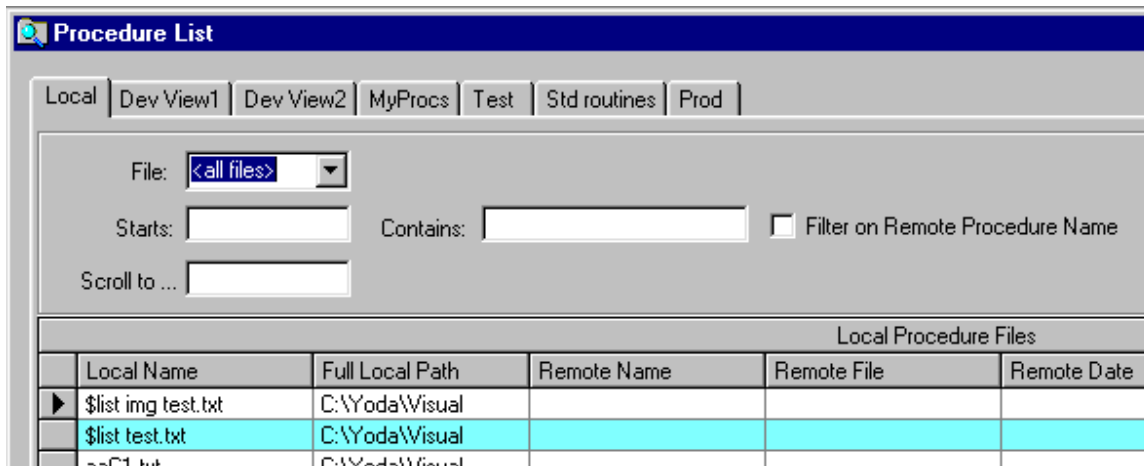 Procedure List
Local Dev View1 Dev View2 MyProcs Test Std routines Prod
File: <all files>
Starts: Contains: Filter on Remote Procedure Name
Scroll to ...
Local Procedure Files
Local Name Full Local Path Remote Name Remote File Remote Date
$list img test.txt C:\Yoda\Visual
$list test.txt C:\Yoda\Visual
C:\Yoda\Visual